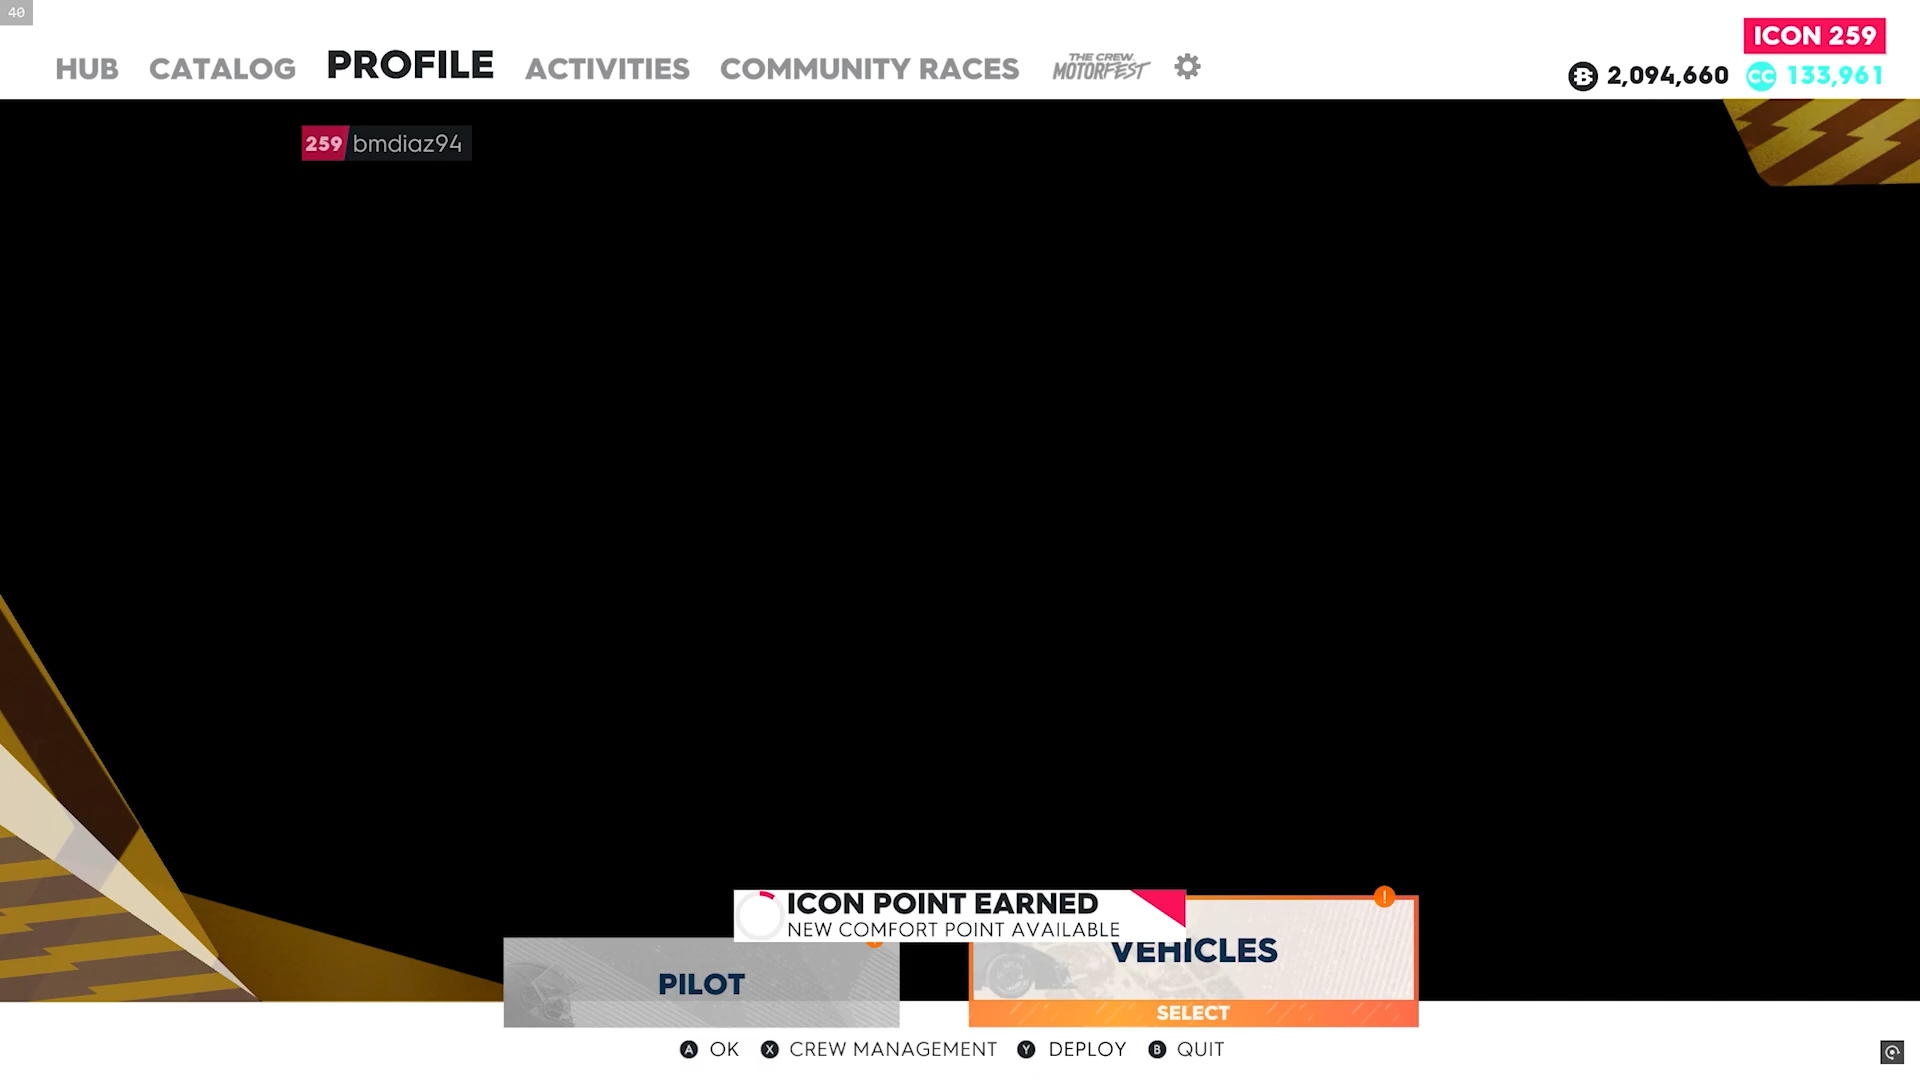 40
HUB CATALOG PROFILE ACTIVITIES COMMUNITY RACES THE CREW MOTORFEST
ICON 259
2,094,660 CC 133,961
259 bmdiaz94
ICON POINT EARNED
NEW COMFORT POINT AVAILABLE
!
VEHICLES
PILOT
SELECT
A OK X CREW MANAGEMENT Y DEPLOY B QUIT